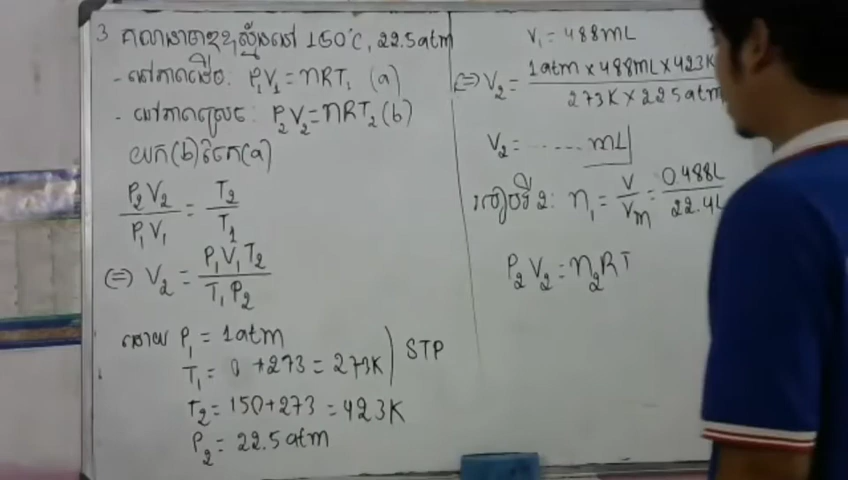 3 គណនាមាឌឧស្ម័ននៅ 150°C, 22.5atm
- នៅភាពដើម: P₁V₁ = nRT₁ (a)
- នៅភាពស្រេច: P₂V₂ = nRT₂ (b)
យក (b) ចែក (a)
P₂V₂/P₁V₁ = T₂/T₁
(=) V₂ = P₁V₁T₂/T₁P₂
ដោយ P₁ = 1atm
T₁ = 0 +273 = 273K ) STP
T₂ = 150+273 = 423K
P₂ = 22.5atm
V₁ = 488mL
(=) V₂ = 1atm x 488mL x 423K/273K x 22.5atm
V₂ = ...... mL
របៀបទី 2: n₁ = V/Vm = 0.488L/22.4L
P₂V₂ = n₂RT